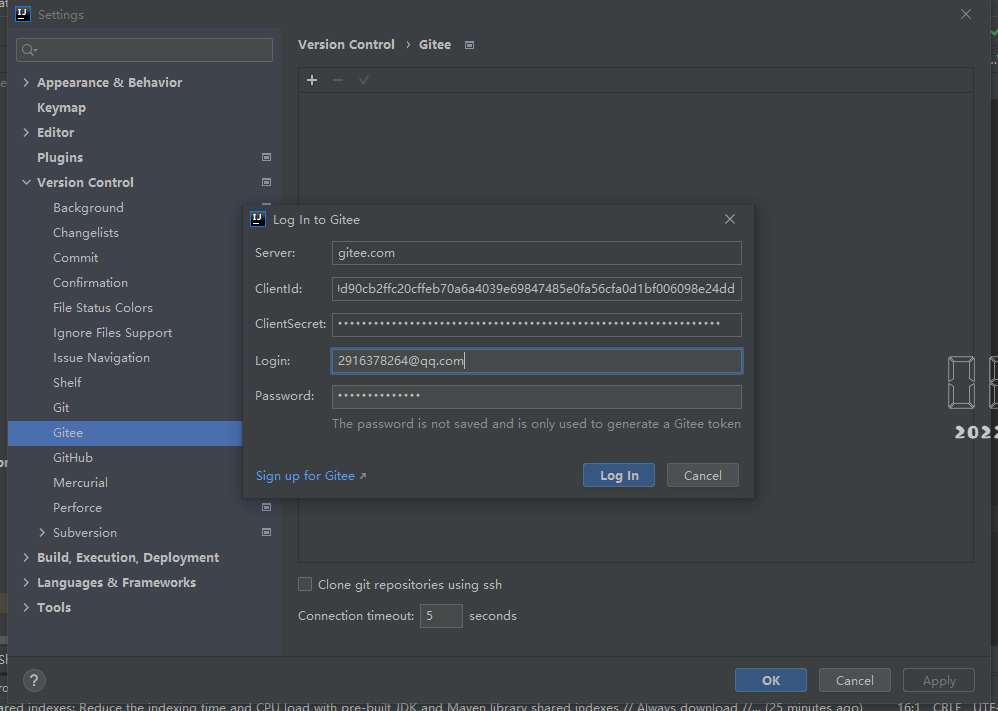 Settings
Version Control › Gitee
Appearance & Behavior
Keymap
Editor
Plugins
Version Control
Background
Changelists
Commit
Confirmation
File Status Colors
Ignore Files Support
Issue Navigation
Shelf
Git
Gitee
GitHub
Mercurial
Perforce
Subversion
Build, Execution, Deployment
Languages & Frameworks
Tools
Log In to Gitee
Server: gitee.com
ClientId: d90cb2ffc20cffeb70a6a4039e69847485e0fa56cfa0d1bf006098e24dd
ClientSecret:
Login: 2916378264@qq.com
Password:
The password is not saved and is only used to generate a Gitee token
Sign up for Gitee ↗
Log In
Cancel
2022
Clone git repositories using ssh
Connection timeout: 5 seconds
?
OK
Cancel
Apply
ared indexes: Reduce the indexing time and CPU load with pre-built JDK and Maven library shared indexes // Always download //... (25 minutes ago) 16:1 CRLF UTF-